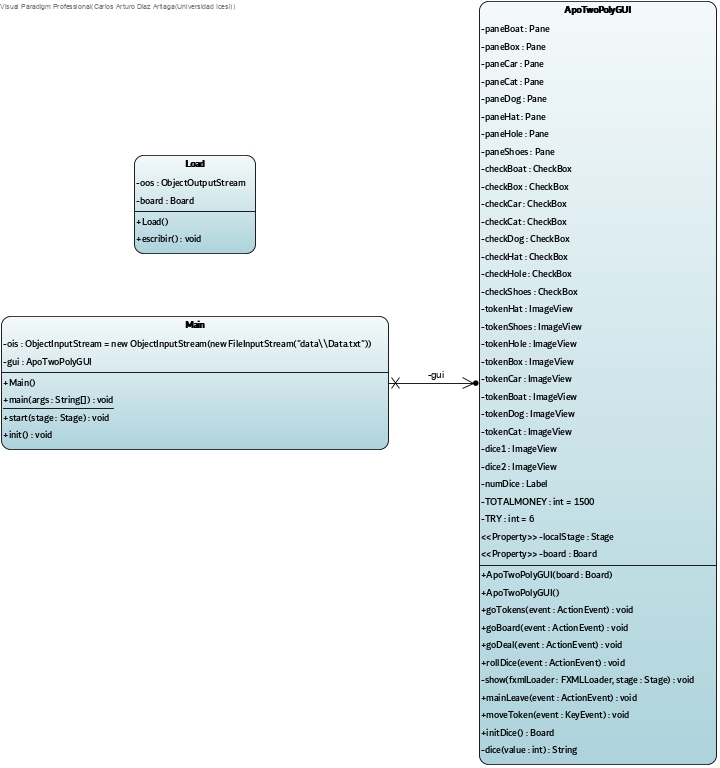 Visual Paradigm Professional(Carlos Arturo Diaz Artiaga(Universidad Icesi))
Load
-oos : ObjectOutputStream
-board : Board
+Load()
+escribir() : void
Main
-ois : ObjectInputStream = new ObjectInputStream(new FileInputStream("data\\Data.txt"))
-gui : ApoTwoPolyGUI
+Main()
+main(args : String[]) : void
+start(stage : Stage) : void
+init() : void
-gui
ApoTwoPolyGUI
-paneBoat : Pane
-paneBox : Pane
-paneCar : Pane
-paneCat : Pane
-paneDog : Pane
-paneHat : Pane
-paneHole : Pane
-paneShoes : Pane
-checkBoat : CheckBox
-checkBox : CheckBox
-checkCar : CheckBox
-checkCat : CheckBox
-checkDog : CheckBox
-checkHat : CheckBox
-checkHole : CheckBox
-checkShoes : CheckBox
-tokenHat : ImageView
-tokenShoes : ImageView
-tokenHole : ImageView
-tokenBox : ImageView
-tokenCar : ImageView
-tokenBoat : ImageView
-tokenDog : ImageView
-tokenCat : ImageView
-dice1 : ImageView
-dice2 : ImageView
-numDice : Label
-TOTALMONEY : int = 1500
-TRY : int = 6
<<Property>> -localStage : Stage
<<Property>> -board : Board
+ApoTwoPolyGUI(board : Board)
+ApoTwoPolyGUI()
+goTokens(event : ActionEvent) : void
+goBoard(event : ActionEvent) : void
+goDeal(event : ActionEvent) : void
+rollDice(event : ActionEvent) : void
-show(fxmlLoader : FXMLLoader, stage : Stage) : void
+mainLeave(event : ActionEvent) : void
+moveToken(event : KeyEvent) : void
+initDice() : Board
-dice(value : int) : String